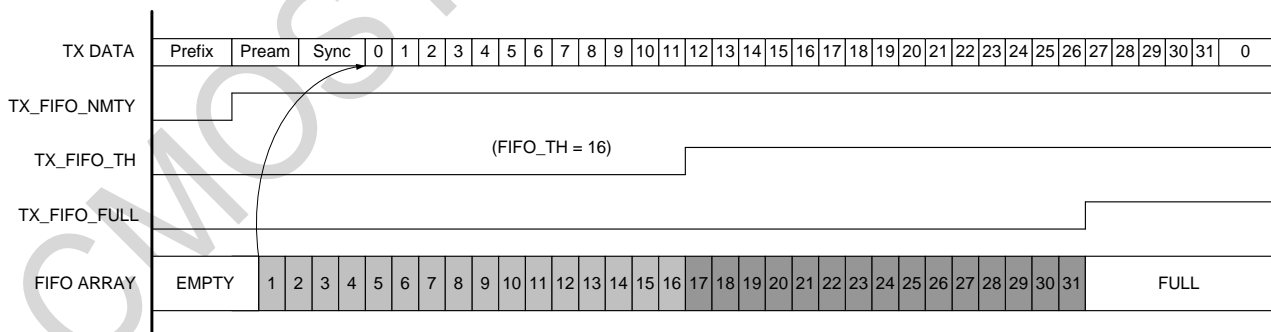 TX DATA Prefix Pream Sync 0 1 2 3 4 5 6 7 8 9 10 11 12 13 14 15 16 17 18 19 20 21 22 23 24 25 26 27 28 29 30 31 0
TX_FIFO_NMTY
(FIFO_TH = 16)
TX_FIFO_TH
TX_FIFO_FULL
FIFO ARRAY EMPTY 1 2 3 4 5 6 7 8 9 10 11 12 13 14 15 16 17 18 19 20 21 22 23 24 25 26 27 28 29 30 31 FULL
CMOST